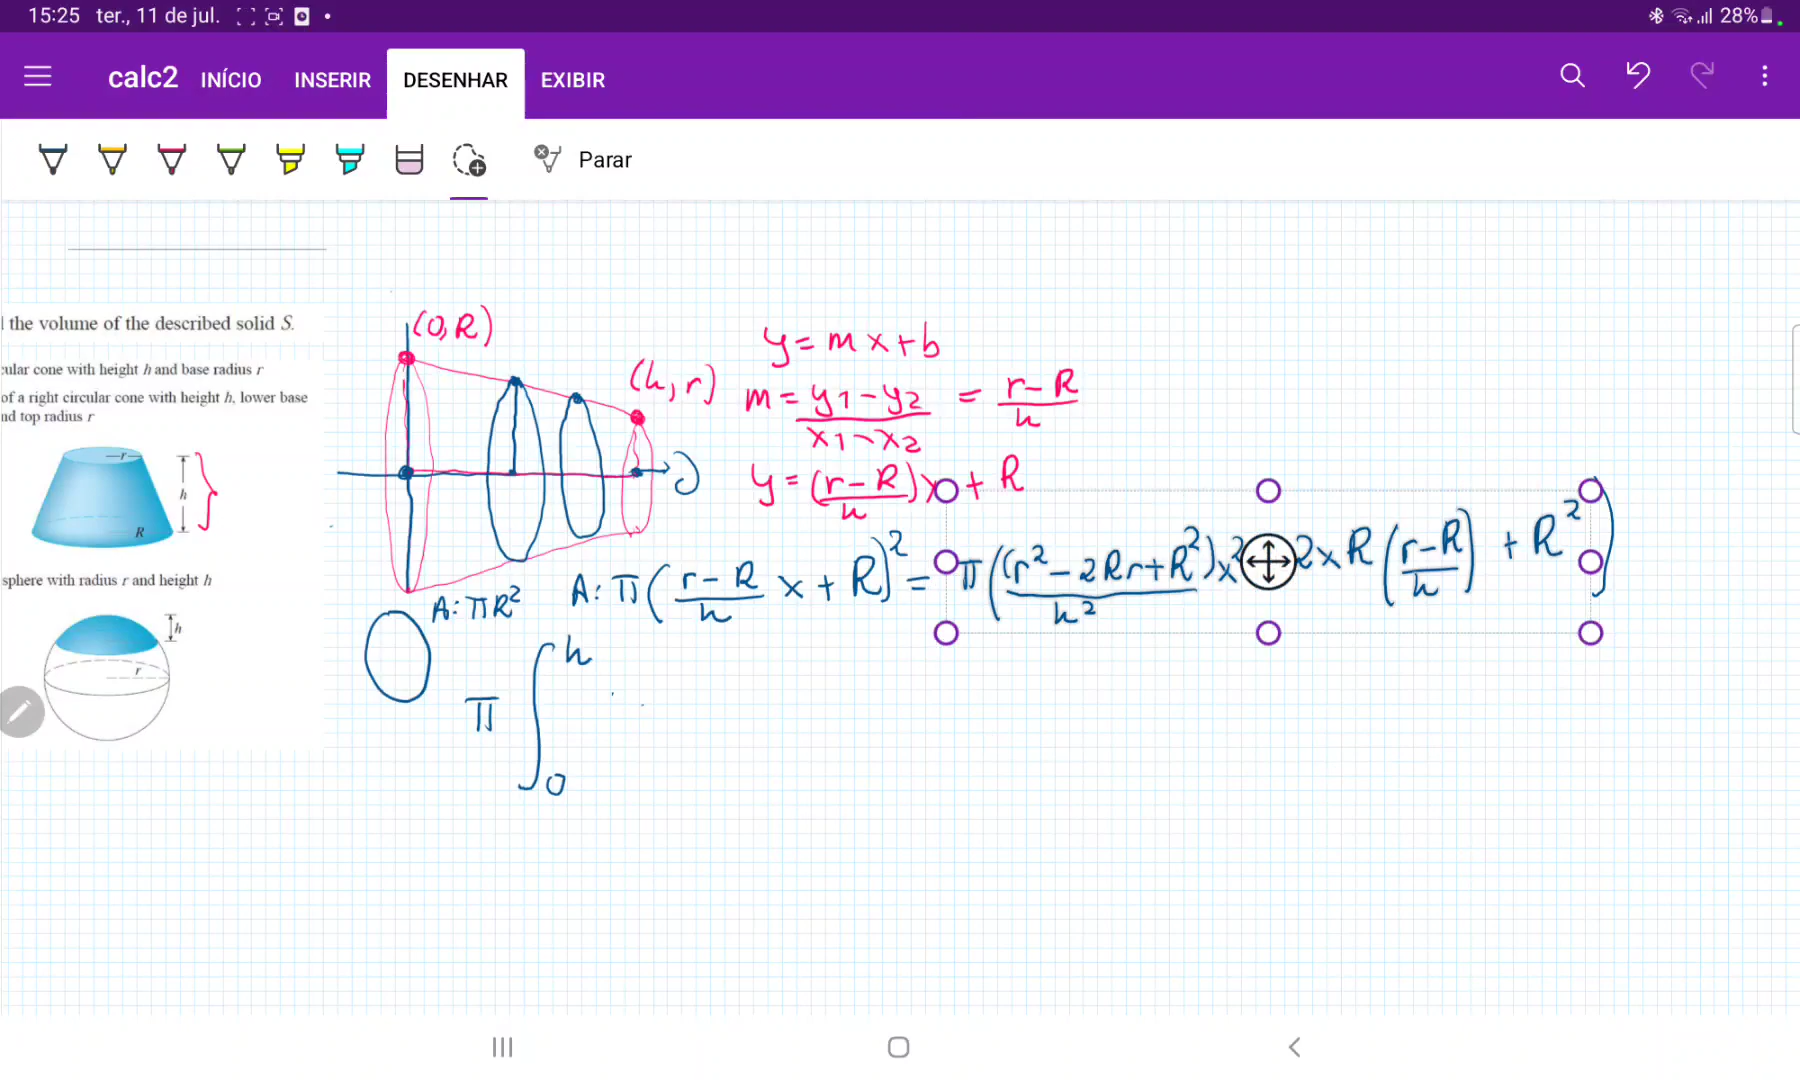 15:25 ter., 11 de jul. 28%
calc2 INÍCIO INSERIR DESENHAR EXIBIR
Parar
the volume of the described solid S.
cular cone with height h and base radius r
of a right circular cone with height h, lower base
nd top radius r
r
h
R
sphere with radius r and height h
h
r
(0,R)
(h,r)
y = mx+b
m = y1-y2 / x1-x2 = r-R / h
y = (r-R / h)x + R
A: πR²
A: π(r-R / h x + R)² = π((r²-2Rr+R²)/h² x² 2xR(r-R / h) + R²)
π∫ h 0